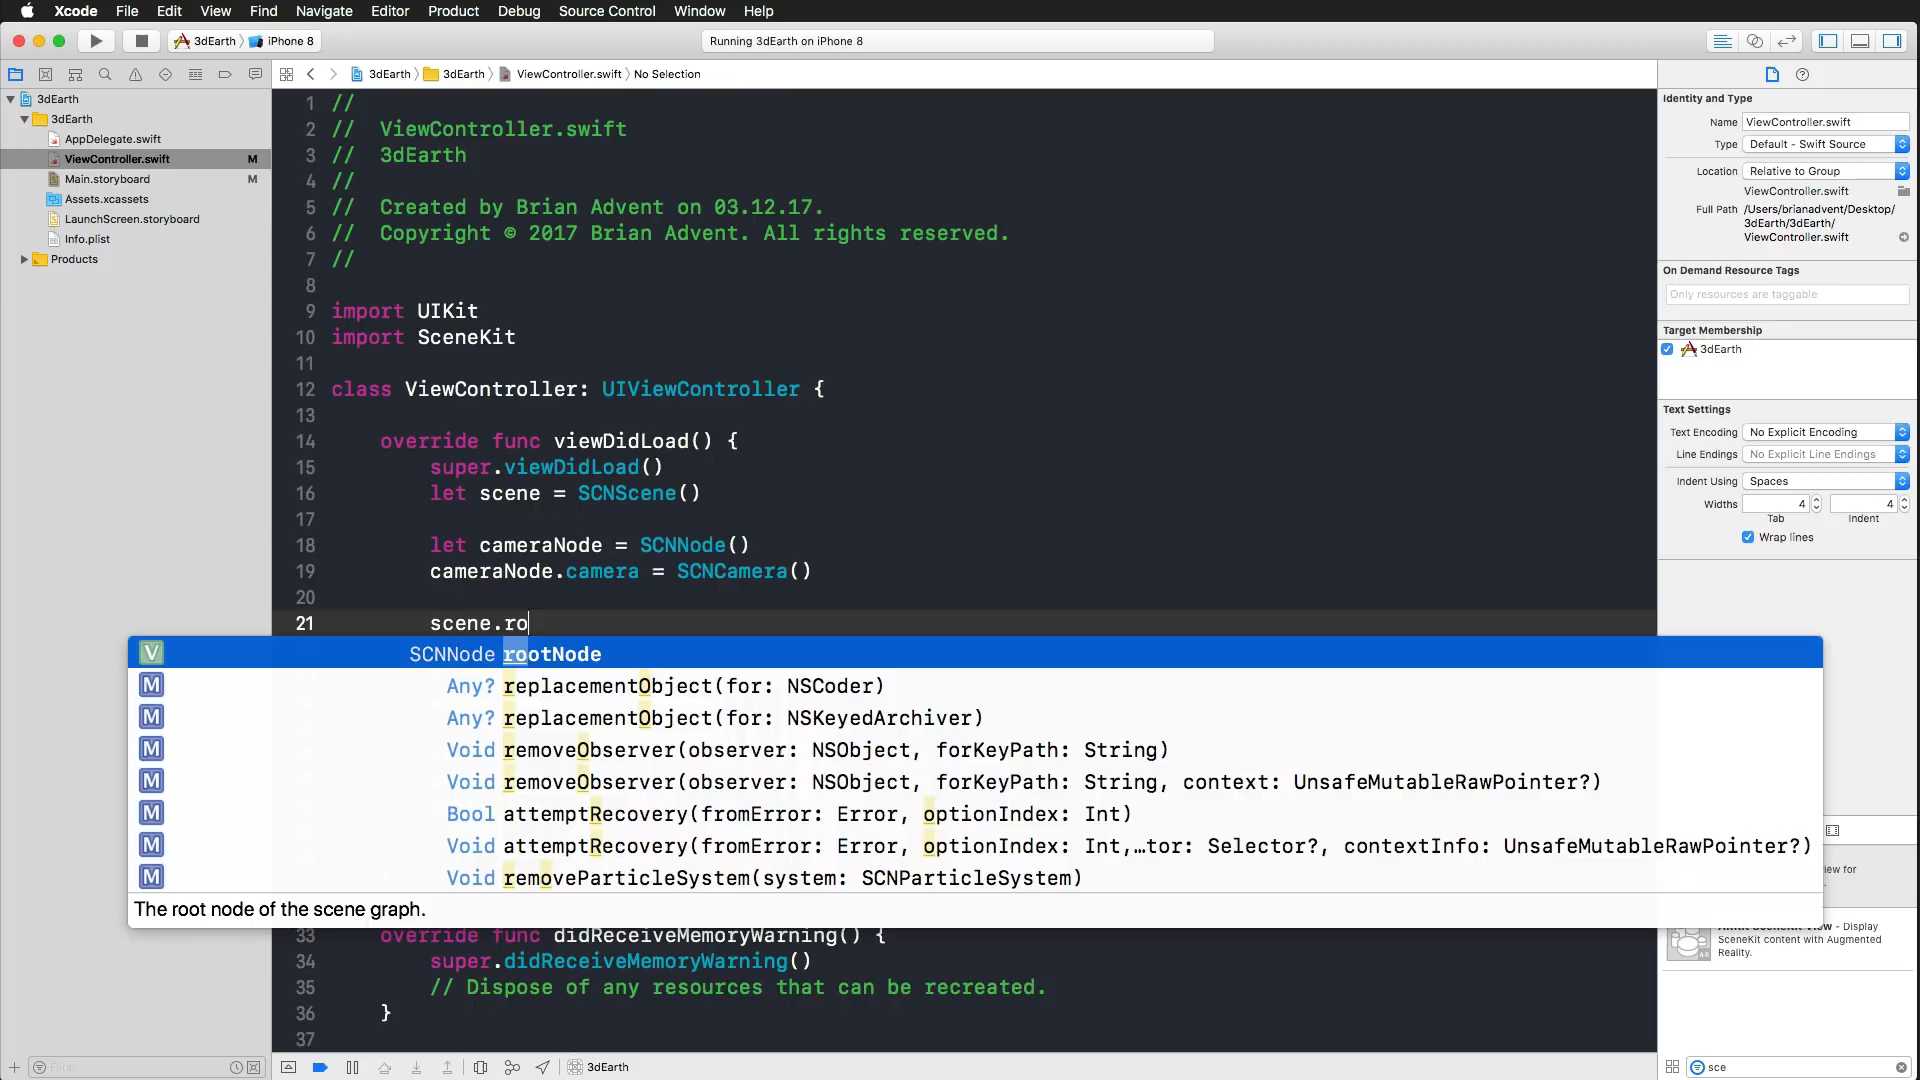 Xcode File Edit View Find Navigate Editor Product Debug Source Control Window Help
3dEarth iPhone 8
Running 3dEarth on iPhone 8
3dEarth 3dEarth ViewController.swift No Selection
3dEarth
3dEarth
AppDelegate.swift
ViewController.swift M
Main.storyboard M
Assets.xcassets
LaunchScreen.storyboard
Info.plist
Products
Filter
1 //
2 //  ViewController.swift
3 //  3dEarth
4 //
5 //  Created by Brian Advent on 03.12.17.
6 //  Copyright © 2017 Brian Advent. All rights reserved.
7 //
8
9 import UIKit
10 import SceneKit
11
12 class ViewController: UIViewController {
13
14     override func viewDidLoad() {
15         super.viewDidLoad()
16         let scene = SCNScene()
17
18         let cameraNode = SCNNode()
19         cameraNode.camera = SCNCamera()
20
21         scene.ro
V SCNNode rootNode
M Any? replacementObject(for: NSCoder)
M Any? replacementObject(for: NSKeyedArchiver)
M Void removeObserver(observer: NSObject, forKeyPath: String)
M Void removeObserver(observer: NSObject, forKeyPath: String, context: UnsafeMutableRawPointer?)
M Bool attemptRecovery(fromError: Error, optionIndex: Int)
M Void attemptRecovery(fromError: Error, optionIndex: Int,…tor: Selector?, contextInfo: UnsafeMutableRawPointer?)
M Void removeParticleSystem(system: SCNParticleSystem)
The root node of the scene graph.
33     override func didReceiveMemoryWarning() {
34         super.didReceiveMemoryWarning()
35         // Dispose of any resources that can be recreated.
36     }
37
3dEarth
Identity and Type
Name ViewController.swift
Type Default - Swift Source
Location Relative to Group
ViewController.swift
Full Path /Users/brianadvent/Desktop/
3dEarth/3dEarth/
ViewController.swift
On Demand Resource Tags
Only resources are taggable
Target Membership
3dEarth
Text Settings
Text Encoding No Explicit Encoding
Line Endings No Explicit Line Endings
Indent Using Spaces
Widths 4 4
Tab Indent
Wrap lines
for
ARKit SceneKit View - Display
SceneKit content with Augmented
Reality.
sce